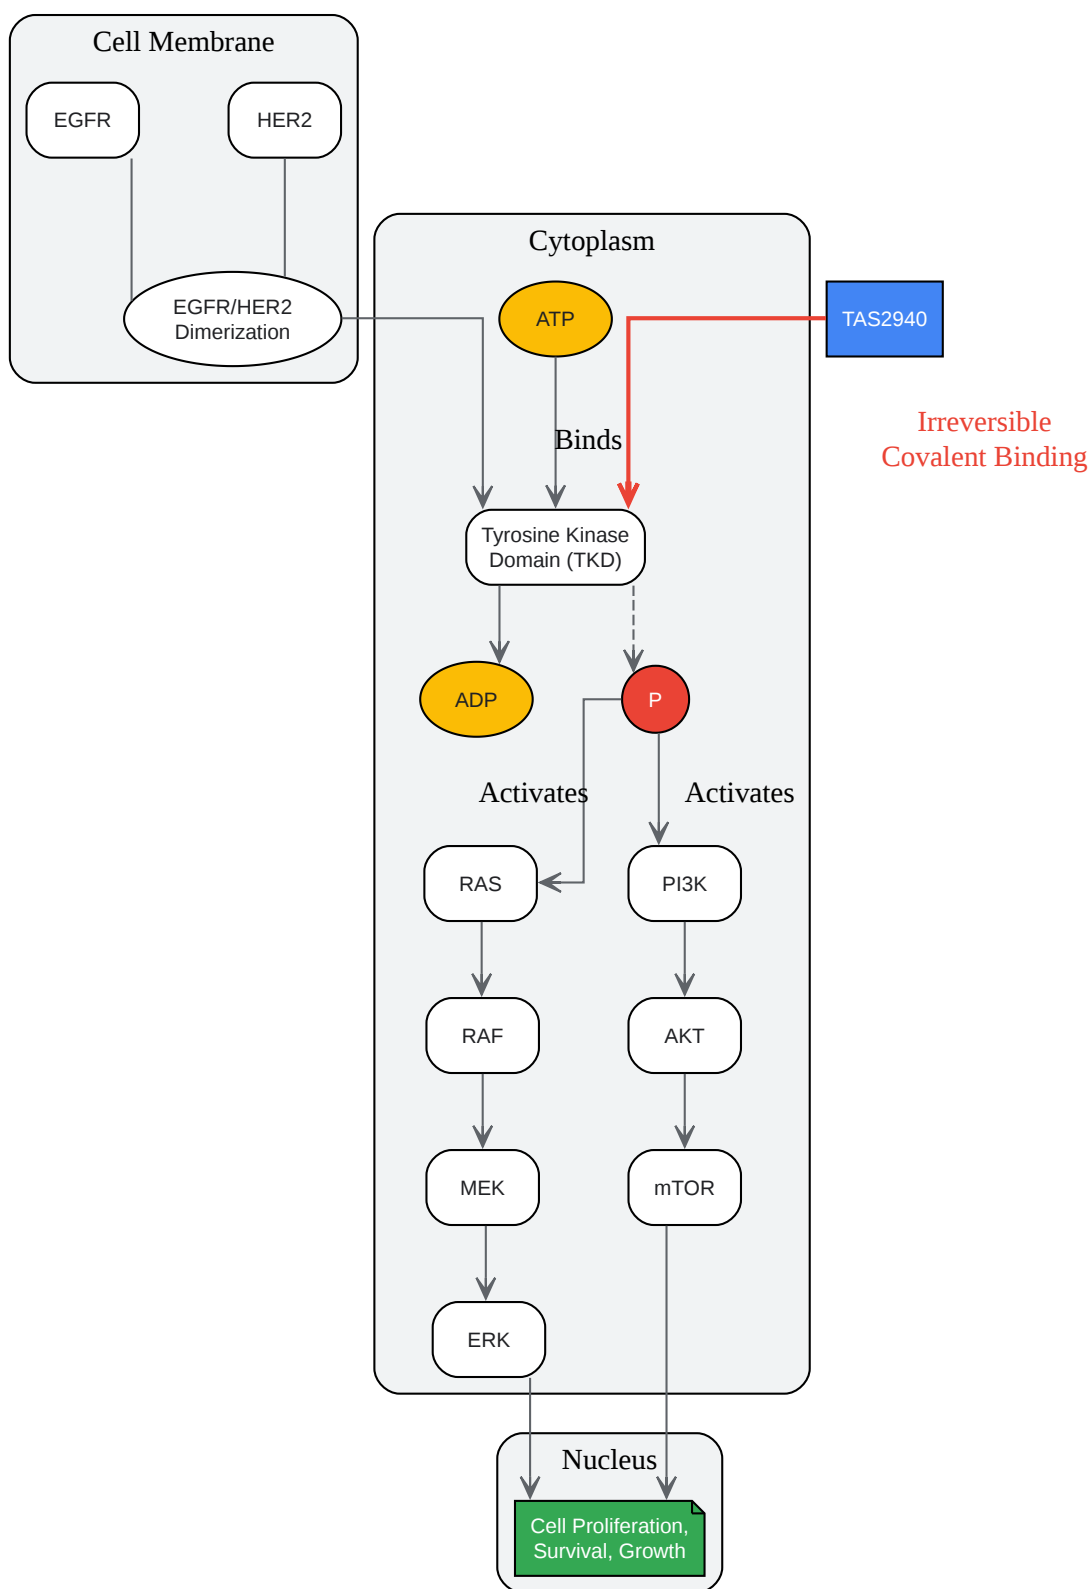 Cell Membrane
EGFR
HER2
EGFR/HER2
Dimerization
Cytoplasm
ATP
TAS2940
Binds
Irreversible
Covalent Binding
Tyrosine Kinase
Domain (TKD)
ADP
P
Activates
Activates
RAS
PI3K
RAF
AKT
MEK
mTOR
ERK
Nucleus
Cell Proliferation,
Survival, Growth